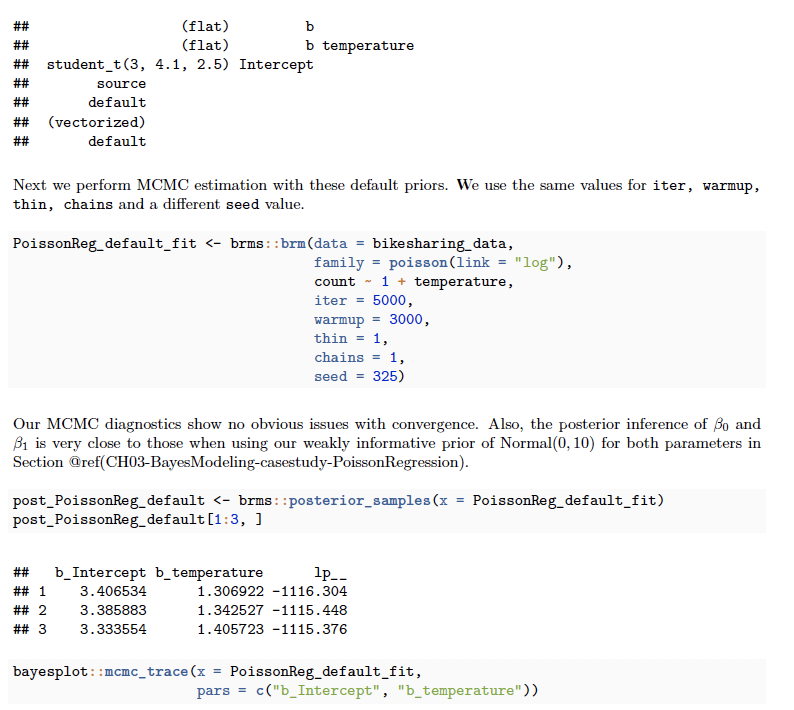 ##                    (flat)         b
##                    (flat)         b temperature
##  student_t(3, 4.1, 2.5) Intercept
##        source
##       default
##  (vectorized)
##       default
Next we perform MCMC estimation with these default priors. We use the same values for iter, warmup,
thin, chains and a different seed value.
PoissonReg_default_fit <- brms::brm(data = bikesharing_data,
                                    family = poisson(link = "log"),
                                    count ~ 1 + temperature,
                                    iter = 5000,
                                    warmup = 3000,
                                    thin = 1,
                                    chains = 1,
                                    seed = 325)
Our MCMC diagnostics show no obvious issues with convergence. Also, the posterior inference of β0 and
β1 is very close to those when using our weakly informative prior of Normal(0, 10) for both parameters in
Section @ref(CH03-BayesModeling-casestudy-PoissonRegression).
post_PoissonReg_default <- brms::posterior_samples(x = PoissonReg_default_fit)
post_PoissonReg_default[1:3, ]
##   b_Intercept b_temperature      lp__
## 1    3.406534      1.306922 -1116.304
## 2    3.385883      1.342527 -1115.448
## 3    3.333554      1.405723 -1115.376
bayesplot::mcmc_trace(x = PoissonReg_default_fit,
                      pars = c("b_Intercept", "b_temperature"))